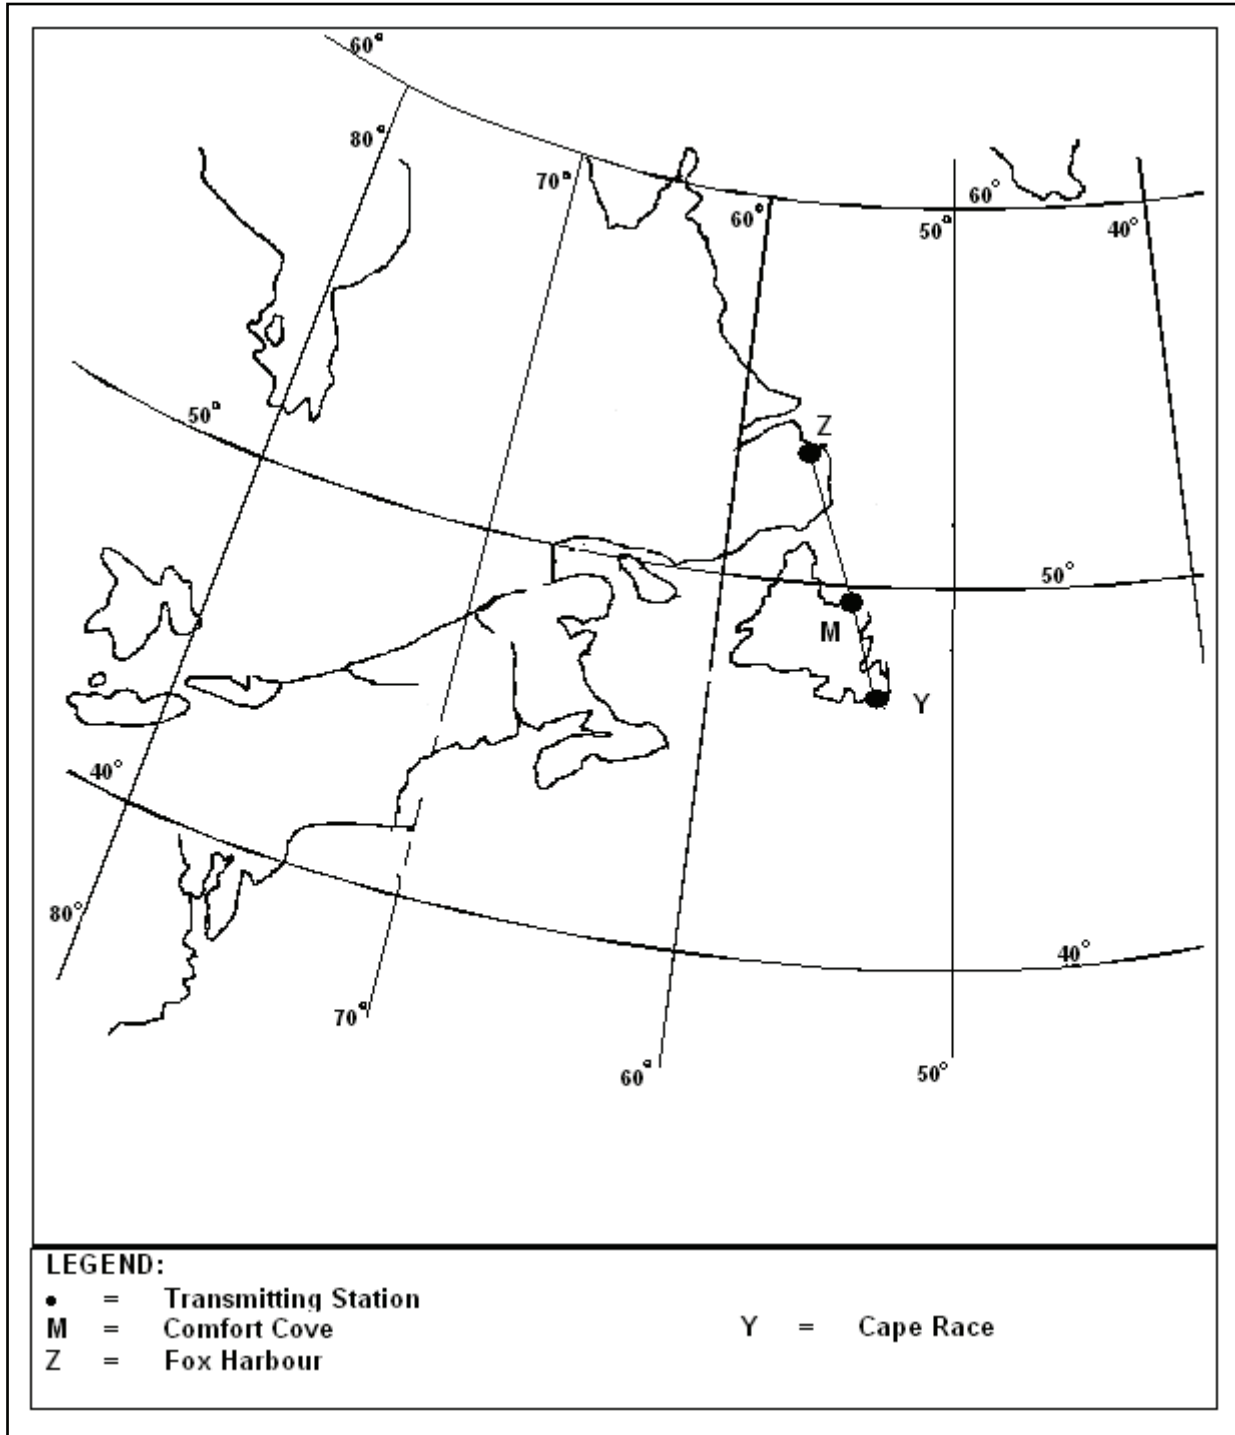 60°
80°
70°
60°
60°
50°
40°
50°
Z
50°
M
Y
40°
80°
40°
70°
60°
50°
LEGEND:
• = Transmitting Station
M = Comfort Cove Y = Cape Race
Z = Fox Harbour